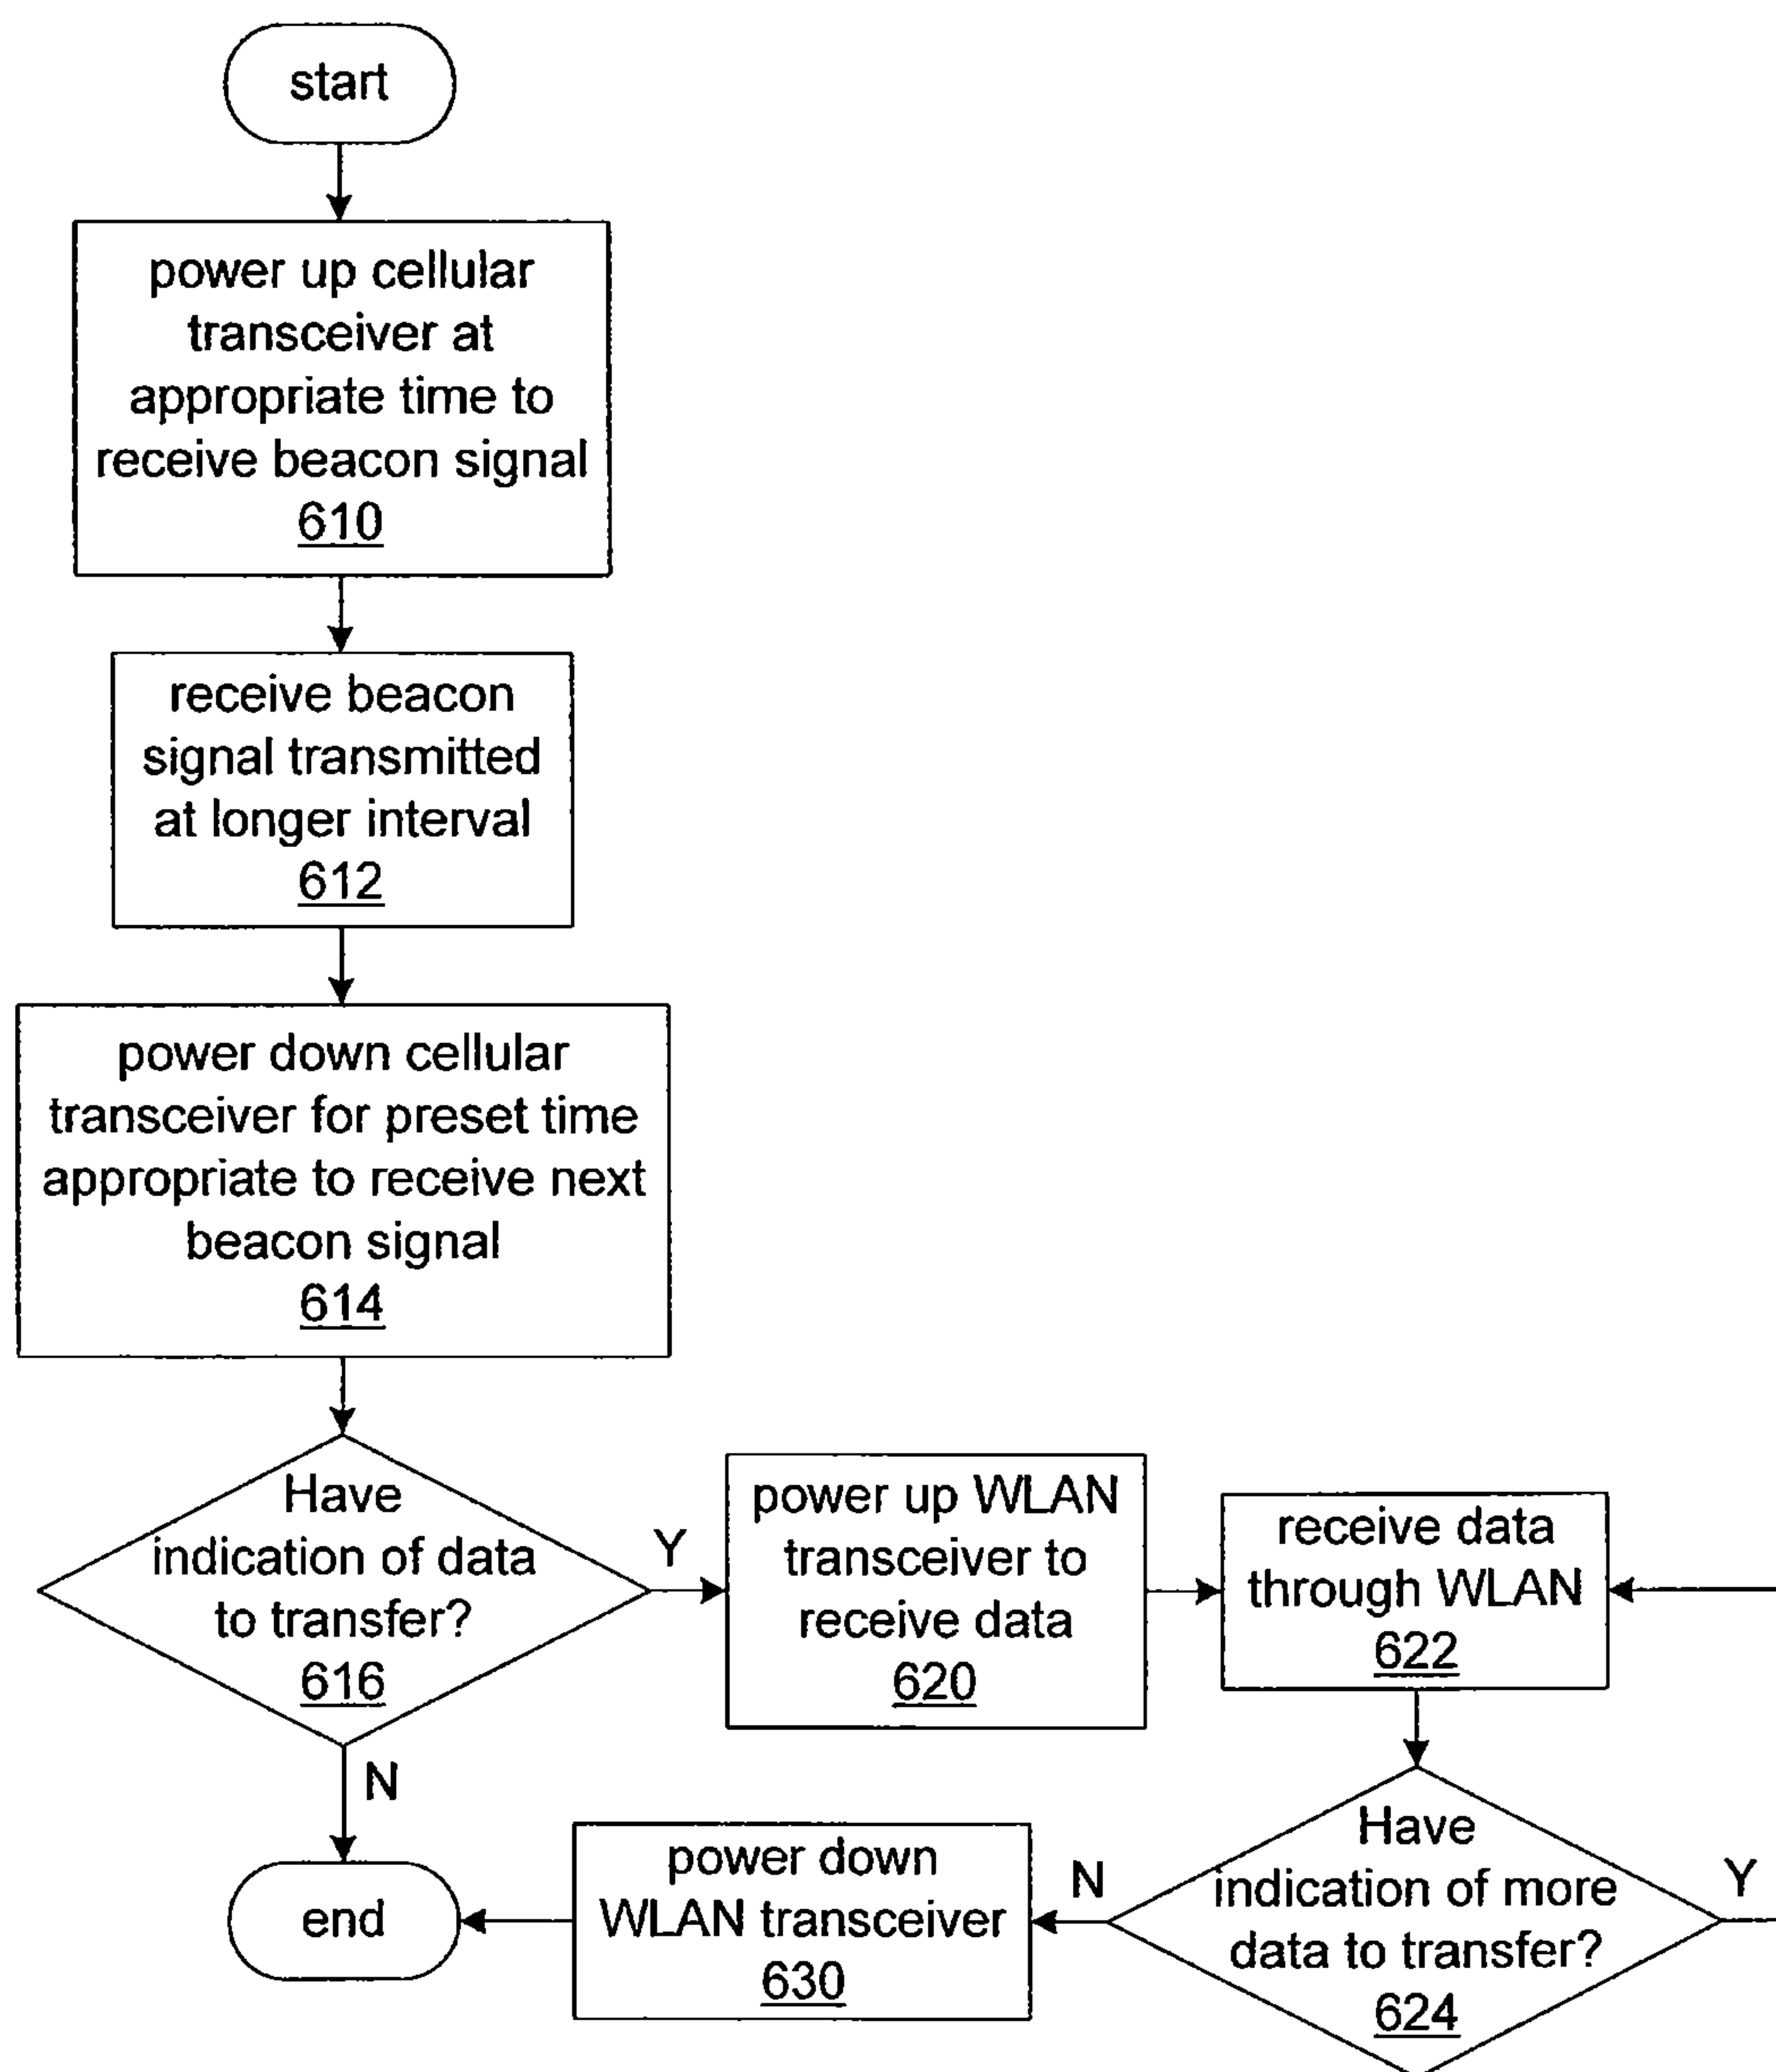 start
power up cellular
transceiver at
appropriate time to
receive beacon signal
610
receive beacon
signal transmitted
at longer interval
612
power down cellular
transceiver for preset time
appropriate to receive next
beacon signal
614
Have
indication of data
to transfer?
616
Y
N
power up WLAN
transceiver to
receive data
620
receive data
through WLAN
622
Have
indication of more
data to transfer?
624
Y
N
power down
WLAN transceiver
630
end